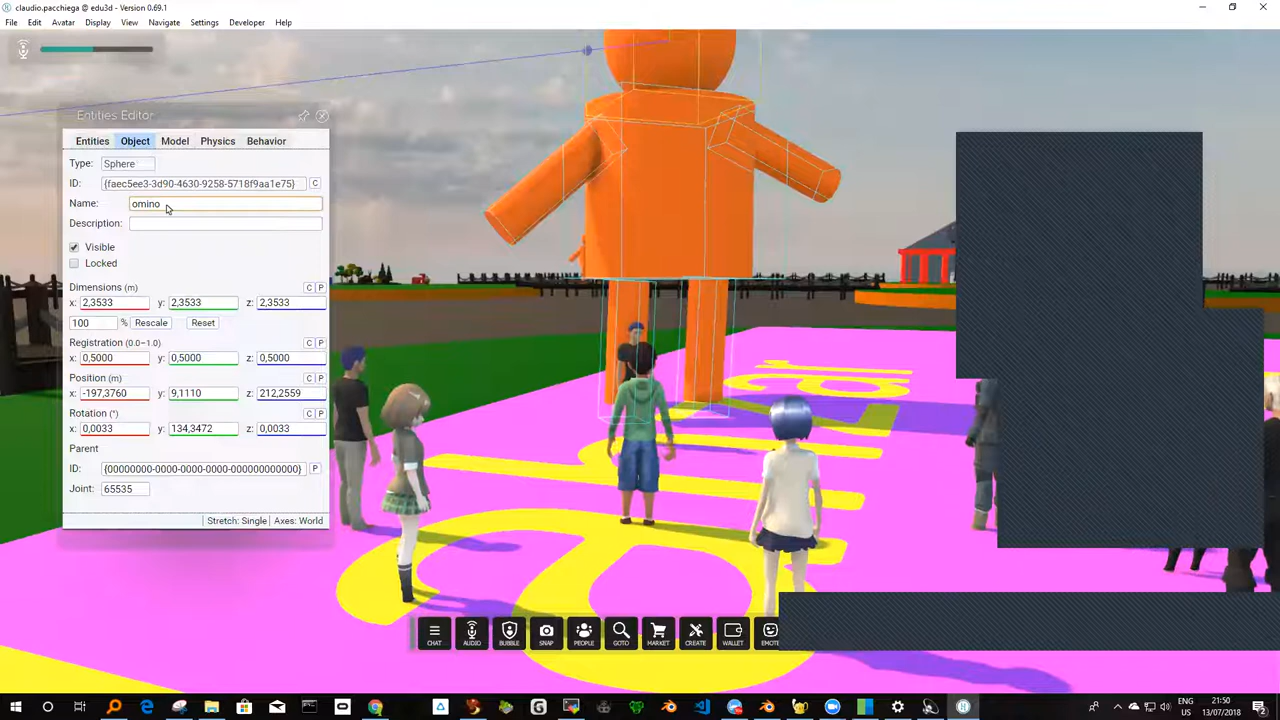 claudio.pacchiega @ edu3d - Version 0.69.1
File Edit Avatar Display View Navigate Settings Developer Help
Entities Editor
Entities Object Model Physics Behavior
Type: Sphere
ID: {faec5ee3-3d90-4630-9258-5718f9aa1e75} C
Name: omino
Description:
Visible
Locked
Dimensions (m) C P
x: 2,3533 y: 2,3533 z: 2,3533
100 % Rescale Reset
Registration (0.0–1.0) C P
x: 0,5000 y: 0,5000 z: 0,5000
Position (m) C P
x: -197,3760 y: 9,1110 z: 212,2559
Rotation (°) C P
x: 0,0033 y: 134,3472 z: 0,0033
Parent
ID: {00000000-0000-0000-0000-000000000000} P
Joint: 65535
Stretch: Single Axes: World
CHAT AUDIO BUBBLE SNAP PEOPLE GOTO MARKET CREATE WALLET EMOTE
ENG 21:50
US 13/07/2018